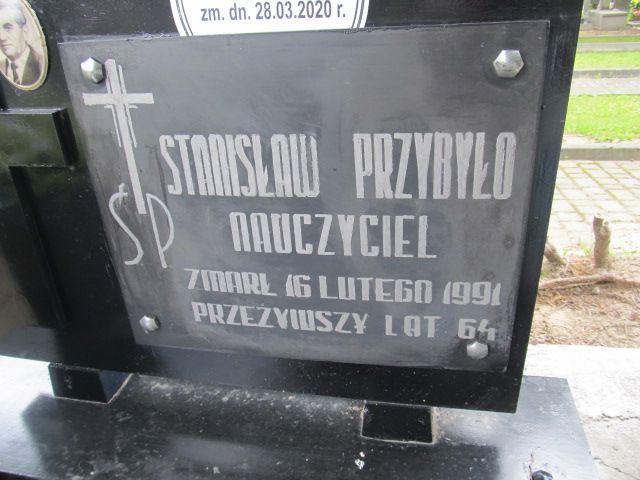 zm. dn. 28.03.2020 r.
ŚP
STANISŁAW PRZYBYŁO
NAUCZYCIEL
ZMARŁ 16 LUTEGO 1991
PRZEŻYWSZY LAT 64